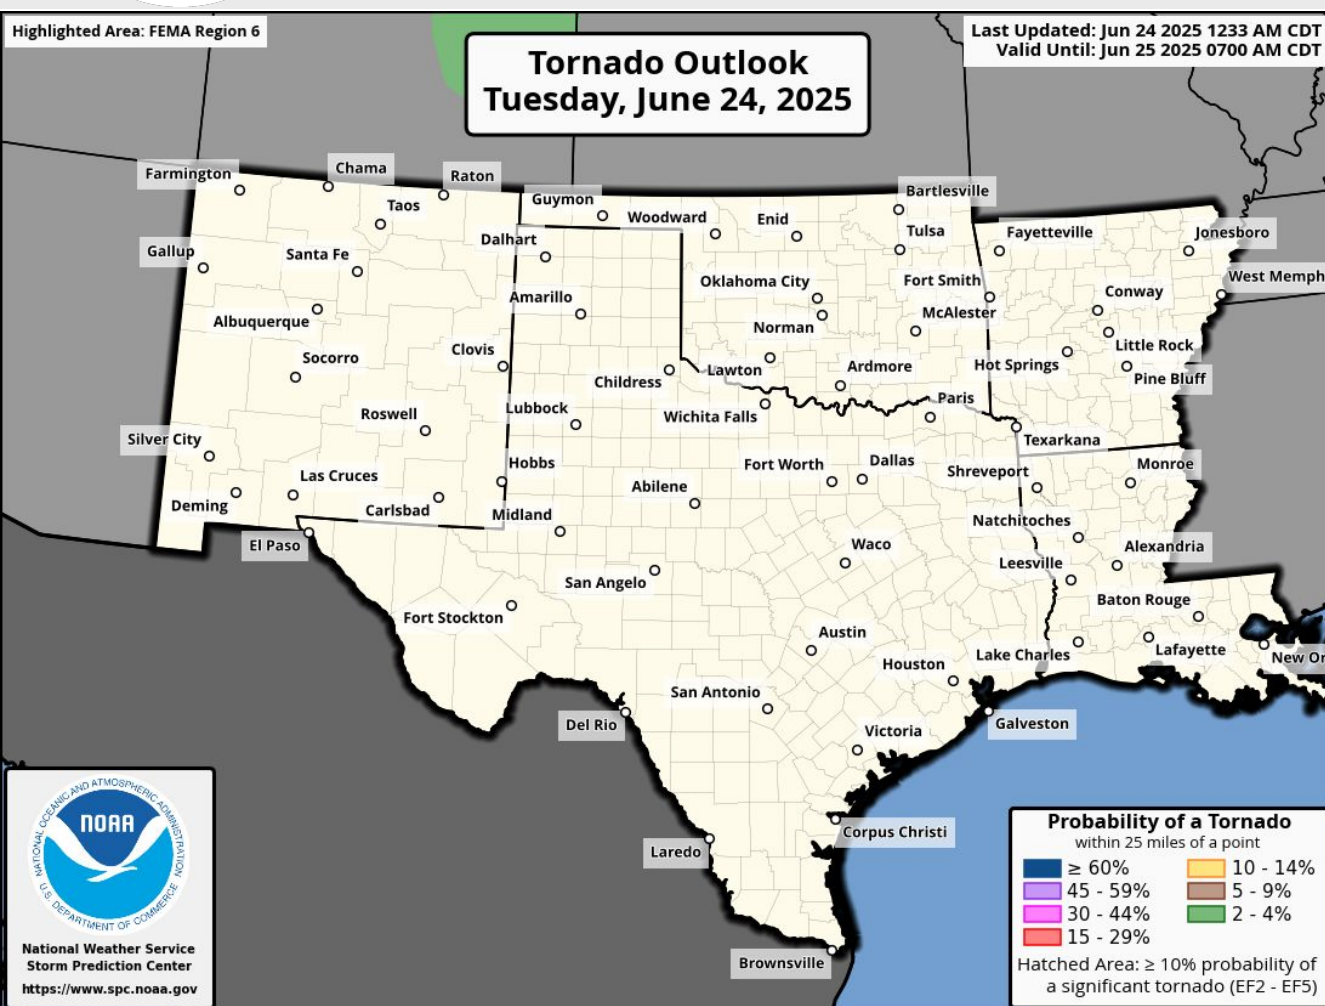 Highlighted Area: FEMA Region 6
Last Updated: Jun 24 2025 1233 AM CDT
Valid Until: Jun 25 2025 0700 AM CDT
Tornado Outlook
Tuesday, June 24, 2025
Farmington
Chama
Raton
Taos
Guymon
Woodward
Enid
Bartlesville
Tulsa
Fayetteville
Jonesboro
Gallup
Santa Fe
Dalhart
Oklahoma City
Fort Smith
West Memph
Conway
Albuquerque
Amarillo
Norman
McAlester
Little Rock
Socorro
Clovis
Childress
Lawton
Ardmore
Hot Springs
Pine Bluff
Roswell
Lubbock
Wichita Falls
Paris
Texarkana
Silver City
Las Cruces
Hobbs
Abilene
Fort Worth
Dallas
Shreveport
Monroe
Deming
Carlsbad
Midland
Natchitoches
El Paso
San Angelo
Waco
Leesville
Alexandria
Fort Stockton
Austin
Baton Rouge
Houston
Lake Charles
Lafayette
New Or
San Antonio
Del Rio
Victoria
Galveston
Laredo
Corpus Christi
Brownsville
NATIONAL OCEANIC AND ATMOSPHERIC ADMINISTRATION
NOAA
U.S. DEPARTMENT OF COMMERCE
National Weather Service
Storm Prediction Center
https://www.spc.noaa.gov
Probability of a Tornado
within 25 miles of a point
≥ 60%
45 - 59%
30 - 44%
15 - 29%
10 - 14%
5 - 9%
2 - 4%
Hatched Area: ≥ 10% probability of
a significant tornado (EF2 - EF5)